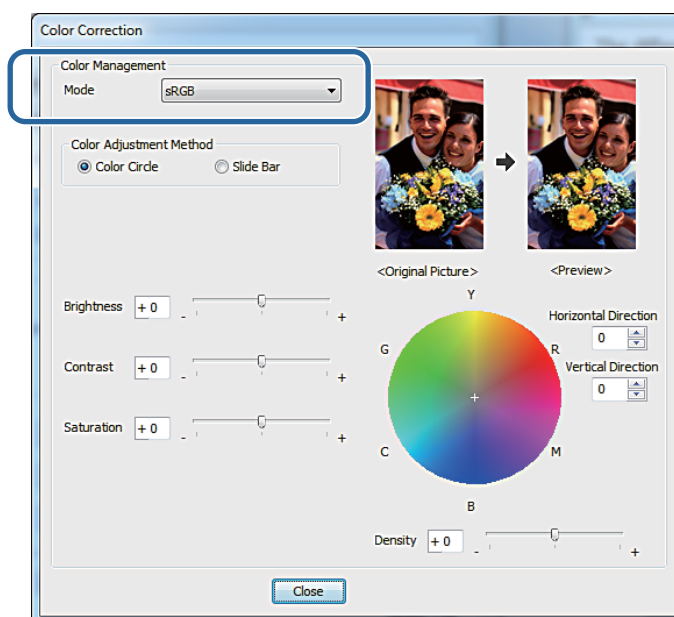 Color Correction
Color Management
Mode
sRGB
Color Adjustment Method
Color Circle
Slide Bar
<Original Picture>
<Preview>
Brightness
+ 0
-
+
Contrast
+ 0
-
+
Saturation
+ 0
-
+
Y
G
R
C
M
B
Horizontal Direction
0
Vertical Direction
0
Density
+ 0
-
+
Close